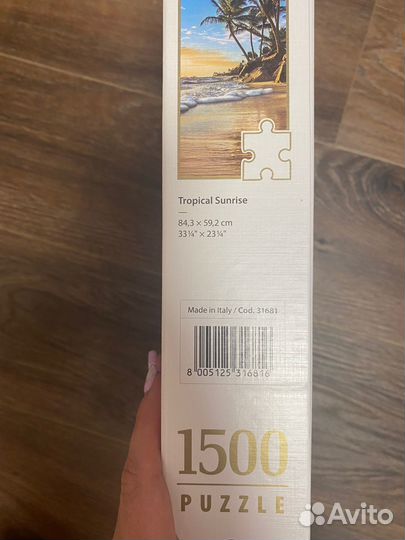 Tropical Sunrise
84,3 x 59,2 cm
33¼" x 23¼"
Made in Italy / Cod. 31681
8 005125 316816
1500
PUZZLE
Avito